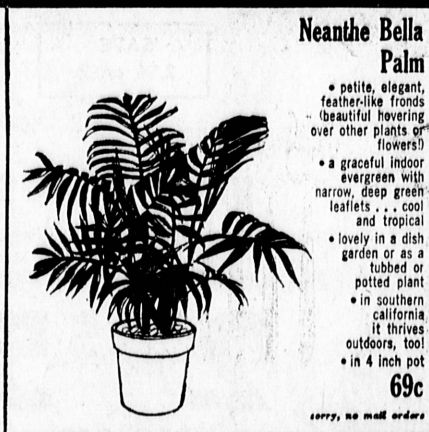 Neanthe Bella
Palm
• petite, elegant,
feather-like fronds
(beautiful hovering
over other plants or
flowers!)
• a graceful indoor
evergreen with
narrow, deep green
leaflets . . . cool
and tropical
• lovely in a dish
garden or as a
tubbed or
potted plant
• in southern
california
it thrives
outdoors, too!
• in 4 inch pot
69c
sorry, no mail orders